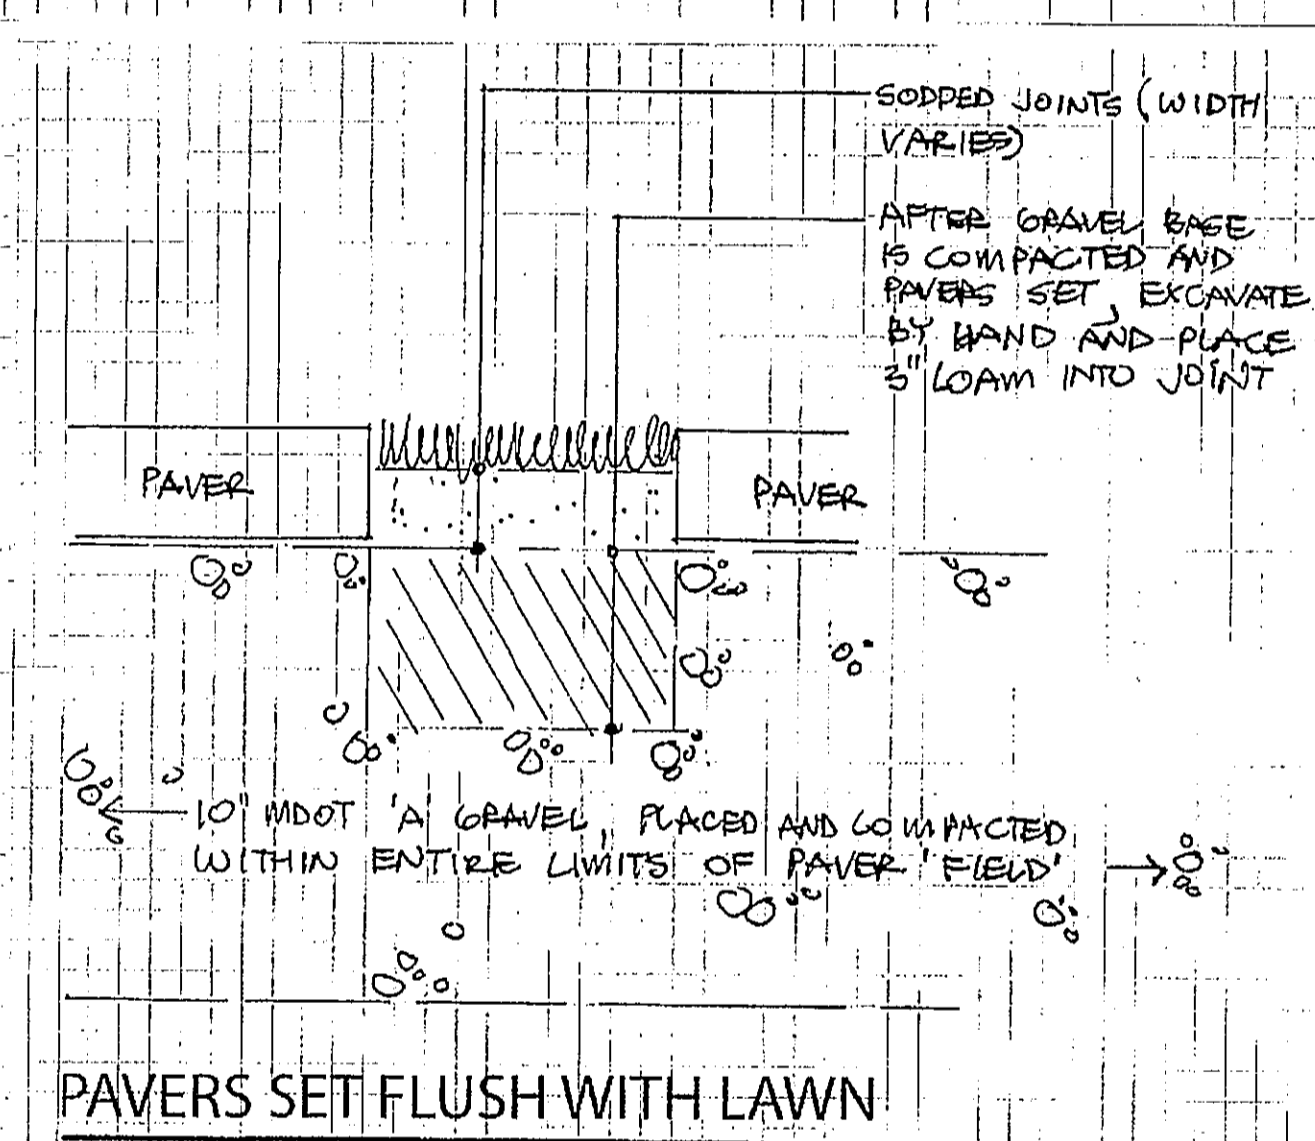 SODDED JOINTS (WIDTH
VARIES)
AFTER GRAVEL BASE
IS COMPACTED AND
PAVERS SET, EXCAVATE
BY HAND AND PLACE
3" LOAM INTO JOINT
PAVER
PAVER
10" MDOT 'A' GRAVEL, PLACED AND COMPACTED
WITHIN ENTIRE LIMITS OF PAVER 'FIELD'
PAVERS SET FLUSH WITH LAWN